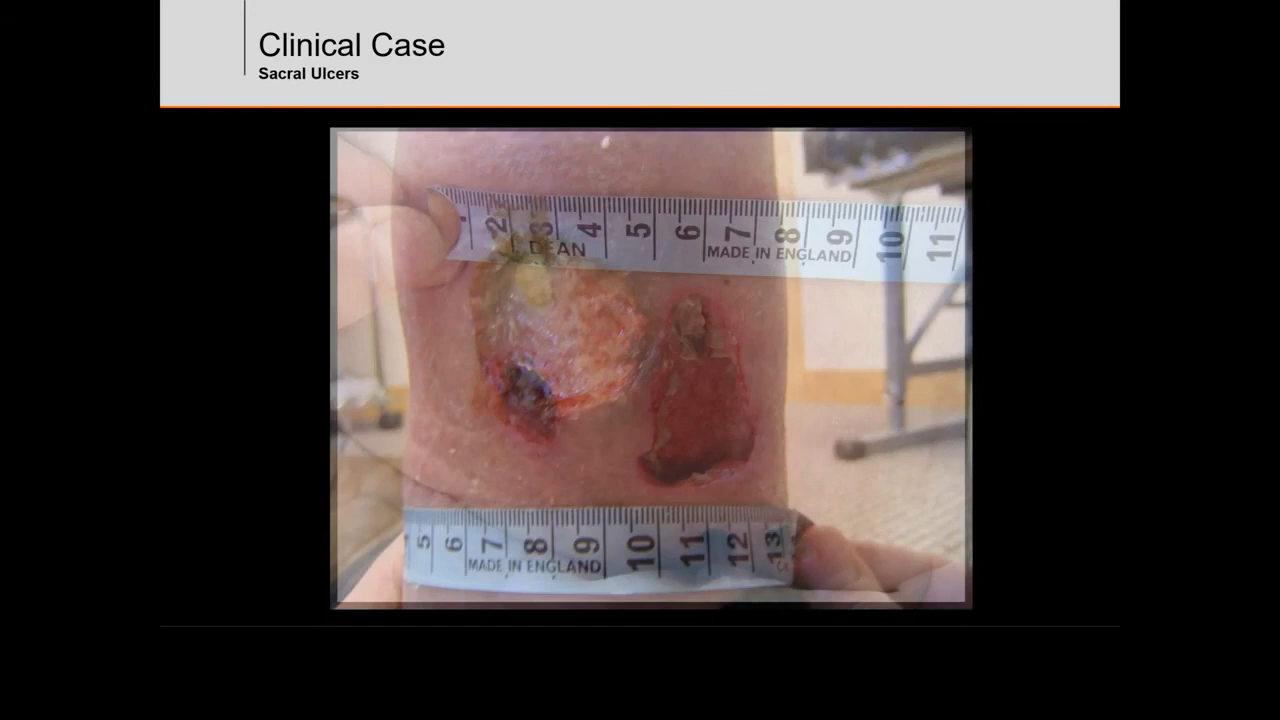 Clinical Case
Sacral Ulcers
2 3 4 5 6 7 8 9 10 11
DEAN MADE IN ENGLAND
5 6 7 8 9 10 11 12 13
MADE IN ENGLAND